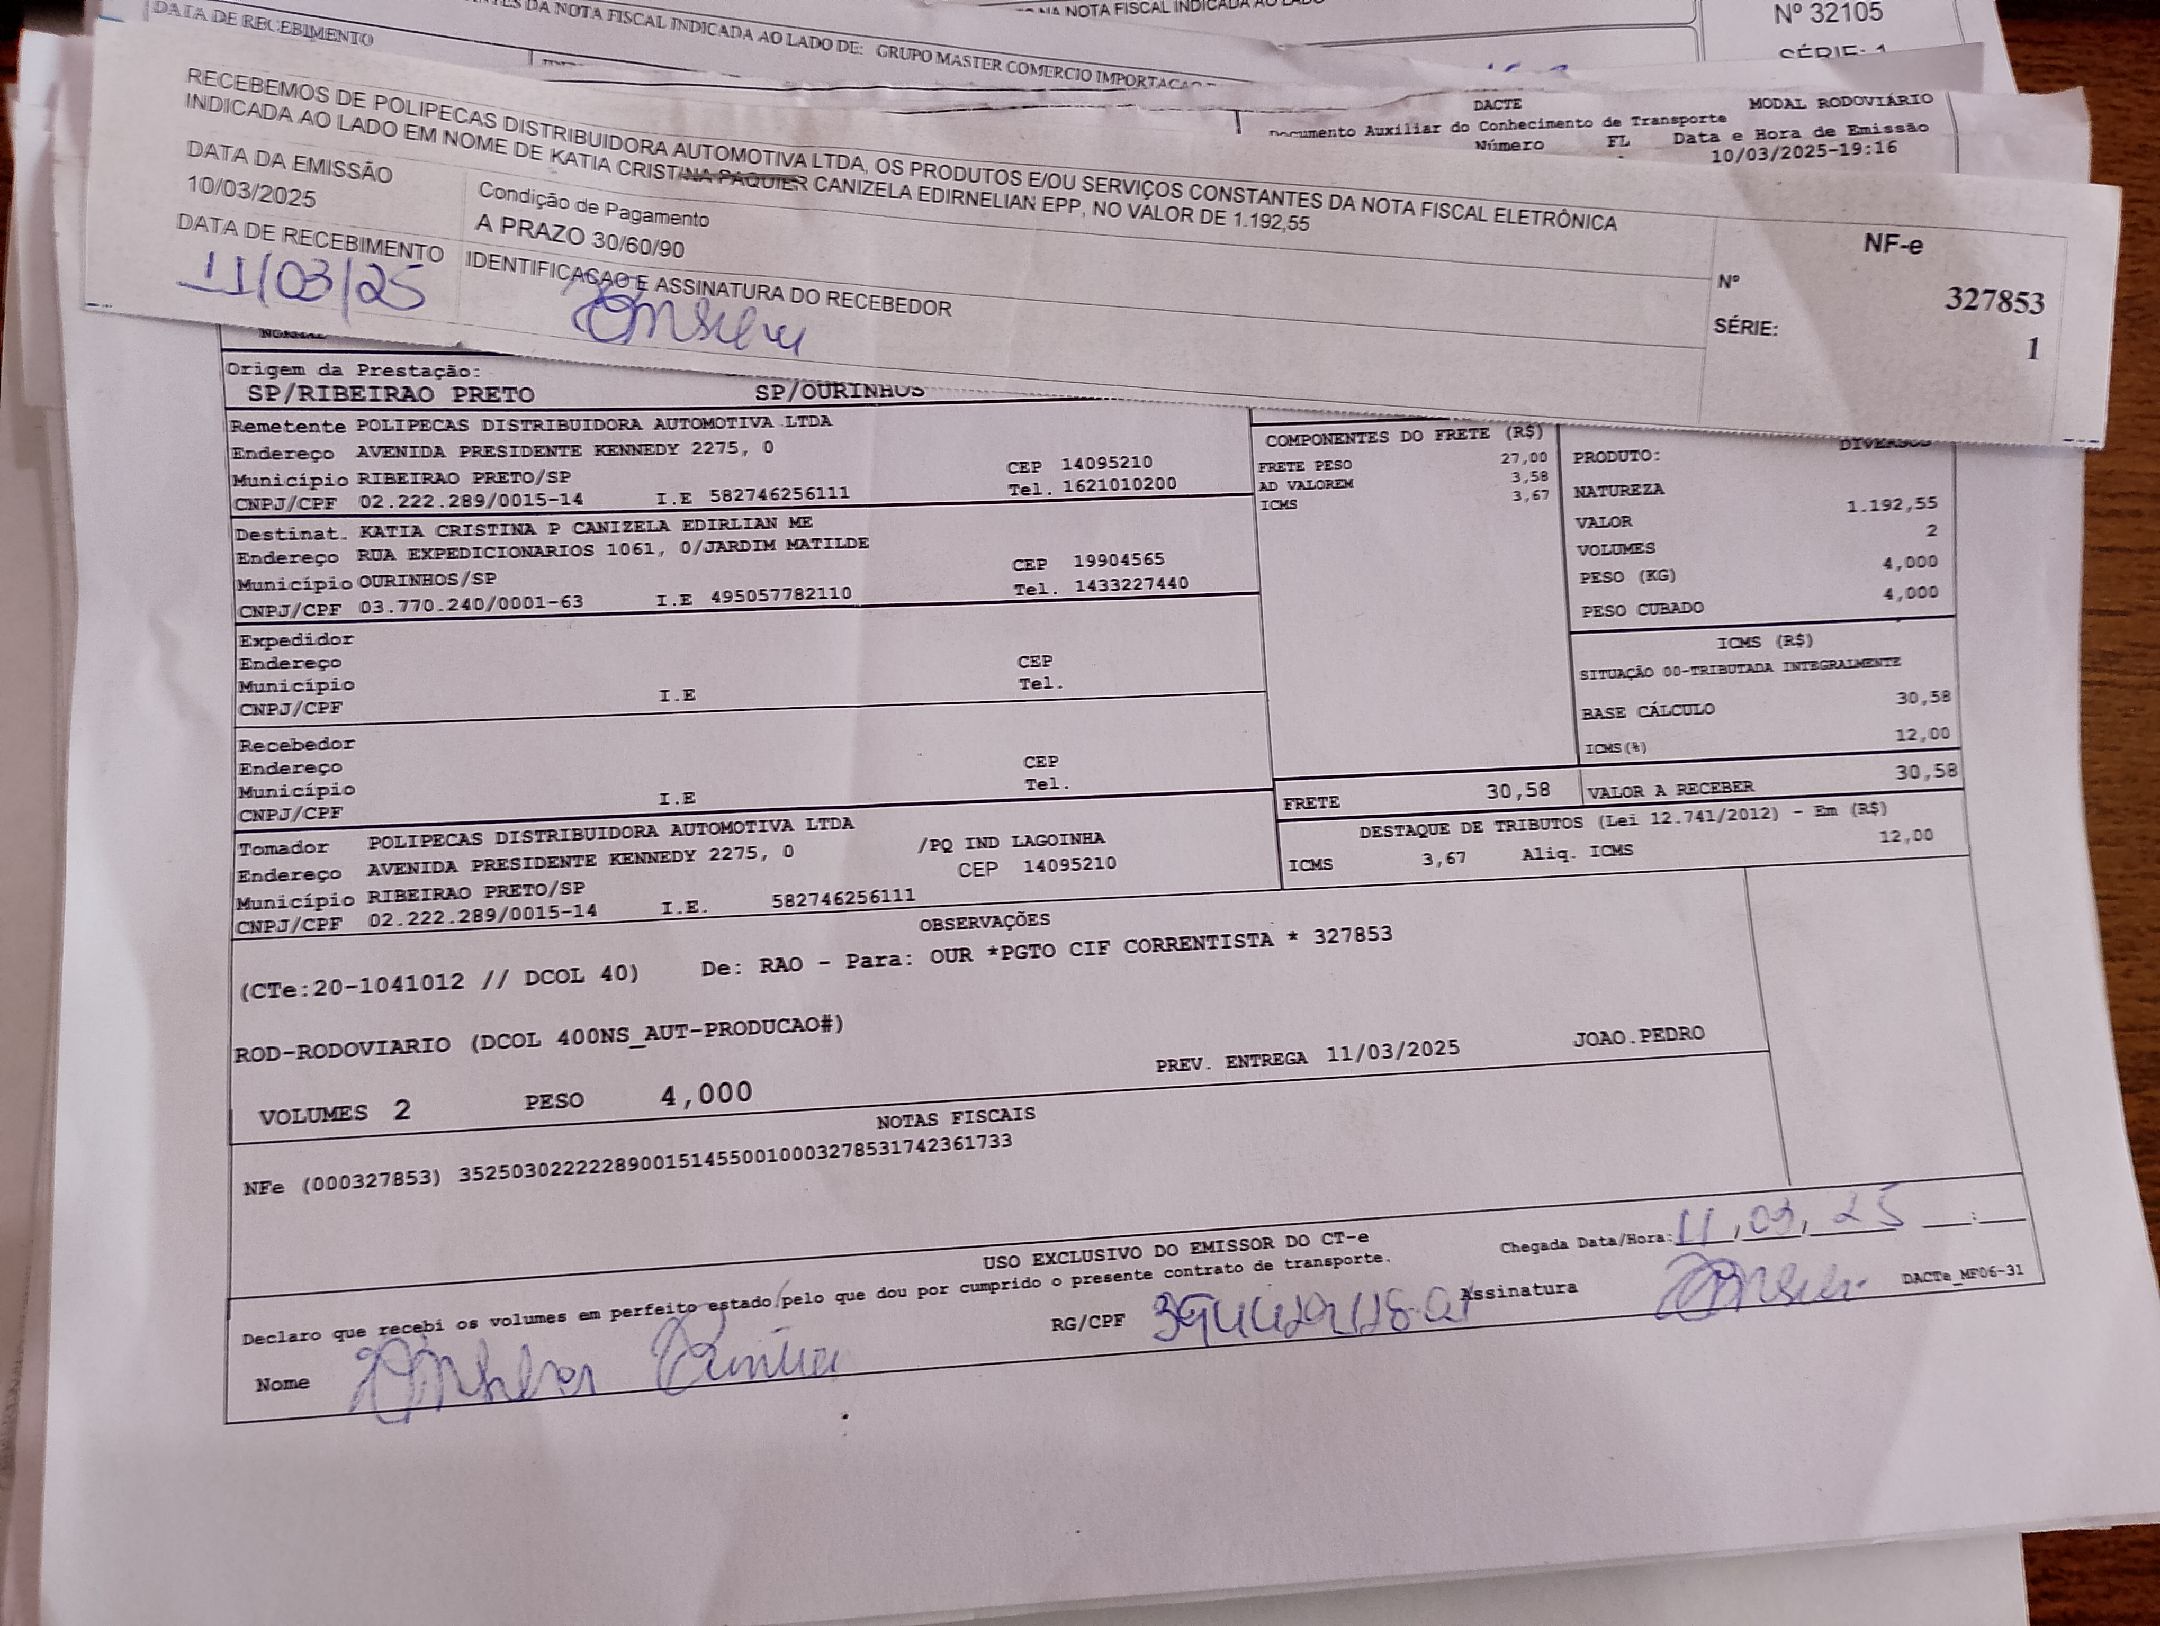 Nº 32105
SÉRIE: 1
DATA DE RECEBIMENTO
DA NOTA FISCAL INDICADA AO LADO DE: GRUPO MASTER COMERCIO IMPORTACAO
NA NOTA FISCAL INDICADA AO LADO
DACTE MODAL RODOVIÁRIO
Documento Auxiliar do Conhecimento de Transporte
Número FL Data e Hora de Emissão
10/03/2025-19:16
RECEBEMOS DE POLIPECAS DISTRIBUIDORA AUTOMOTIVA LTDA, OS PRODUTOS E/OU SERVIÇOS CONSTANTES DA NOTA FISCAL ELETRÔNICA
INDICADA AO LADO EM NOME DE KATIA CRISTINA PAQUIER CANIZELA EDIRNELIAN EPP, NO VALOR DE 1.192,55
DATA DA EMISSÃO
10/03/2025
Condição de Pagamento
A PRAZO 30/60/90
DATA DE RECEBIMENTO
11/03/25
IDENTIFICAÇAO E ASSINATURA DO RECEBEDOR
NF-e
Nº 327853
SÉRIE: 1
NORMAL
Origem da Prestação:
SP/RIBEIRAO PRETO SP/OURINHOS
Remetente POLIPECAS DISTRIBUIDORA AUTOMOTIVA LTDA
Endereço AVENIDA PRESIDENTE KENNEDY 2275, 0
Município RIBEIRAO PRETO/SP CEP 14095210
CNPJ/CPF 02.222.289/0015-14 I.E 582746256111 Tel. 1621010200
Destinat. KATIA CRISTINA P CANIZELA EDIRLIAN ME
Endereço RUA EXPEDICIONARIOS 1061, 0/JARDIM MATILDE
Município OURINHOS/SP CEP 19904565
CNPJ/CPF 03.770.240/0001-63 I.E 495057782110 Tel. 1433227440
Expedidor
Endereço
Município CEP
CNPJ/CPF I.E Tel.
Recebedor
Endereço
Município CEP
CNPJ/CPF I.E Tel.
Tomador POLIPECAS DISTRIBUIDORA AUTOMOTIVA LTDA
Endereço AVENIDA PRESIDENTE KENNEDY 2275, 0 /PQ IND LAGOINHA
Município RIBEIRAO PRETO/SP CEP 14095210
CNPJ/CPF 02.222.289/0015-14 I.E. 582746256111
COMPONENTES DO FRETE (R$)
FRETE PESO 27,00
AD VALOREM 3,58
ICMS 3,67
PRODUTO: DIVERSOS
NATUREZA
VALOR 1.192,55
VOLUMES 2
PESO (KG) 4,000
PESO CUBADO 4,000
ICMS (R$)
SITUAÇÃO 00-TRIBUTADA INTEGRALMENTE
BASE CÁLCULO 30,58
ICMS(%) 12,00
FRETE 30,58 VALOR A RECEBER 30,58
DESTAQUE DE TRIBUTOS (Lei 12.741/2012) - Em (R$)
ICMS 3,67 Aliq. ICMS 12,00
OBSERVAÇÕES
(CTe:20-1041012 // DCOL 40) De: RAO - Para: OUR *PGTO CIF CORRENTISTA * 327853
ROD-RODOVIARIO (DCOL 400NS_AUT-PRODUCAO#)
PREV. ENTREGA 11/03/2025 JOAO.PEDRO
VOLUMES 2 PESO 4,000
NOTAS FISCAIS
NFe (000327853) 35250302222289001514550010003278531742361733
USO EXCLUSIVO DO EMISSOR DO CT-e
Chegada Data/Hora: 11,03,25 __:__
Declaro que recebi os volumes em perfeito estado pelo que dou por cumprido o presente contrato de transporte.
Nome RG/CPF Assinatura
DACTe_MF06-31